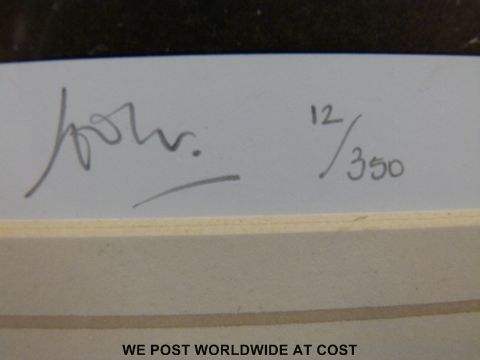 12/350
WE POST WORLDWIDE AT COST